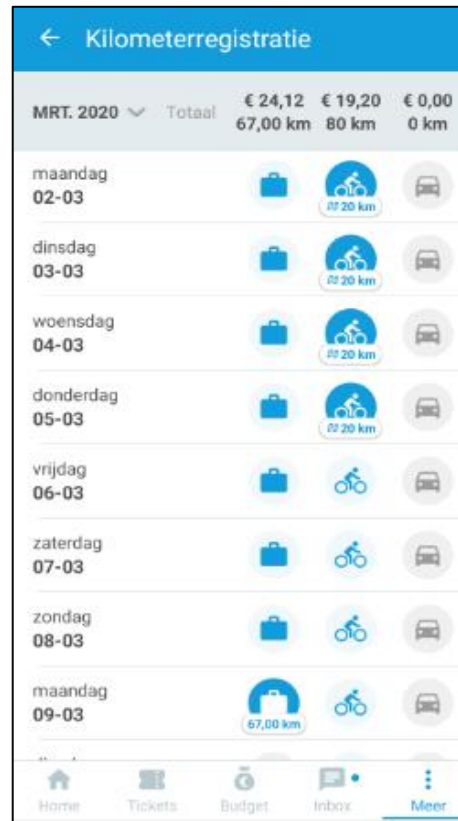 Kilometerregistratie
MRT. 2020 Totaal € 24,12 € 19,20 € 0,00
67,00 km 80 km 0 km
maandag
02-03
20 km
dinsdag
03-03
20 km
woensdag
04-03
20 km
donderdag
05-03
20 km
vrijdag
06-03
zaterdag
07-03
zondag
08-03
maandag
09-03
67,00 km
Home Tickets Budget Inbox Meer